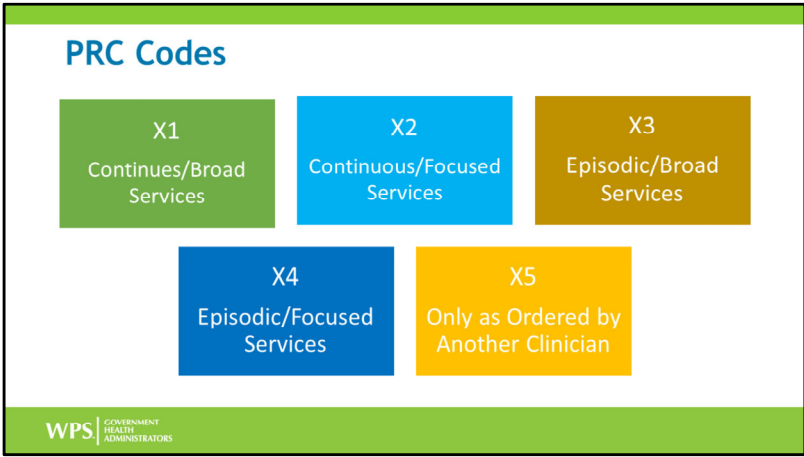 PRC Codes
X1
Continues/Broad
Services
X2
Continuous/Focused
Services
X3
Episodic/Broad
Services
X4
Episodic/Focused
Services
X5
Only as Ordered by
Another Clinician
WPS.
GOVERNMENT
HEALTH
ADMINISTRATORS